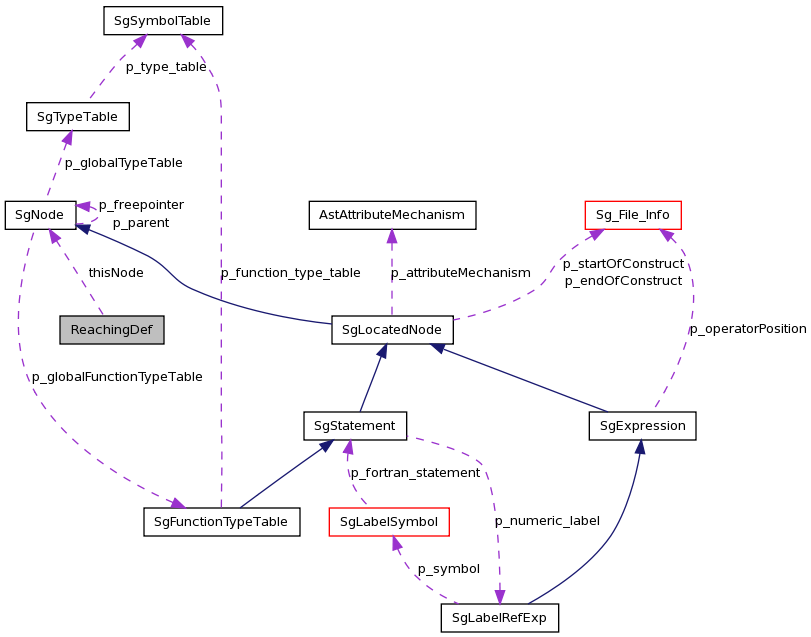 SgSymbolTable
p_type_table
SgTypeTable
p_globalTypeTable
SgNode
p_freepointer
p_parent
AstAttributeMechanism
Sg_File_Info
thisNode
p_function_type_table
p_attributeMechanism
p_startOfConstruct
p_endOfConstruct
ReachingDef
SgLocatedNode
p_operatorPosition
p_globalFunctionTypeTable
SgStatement
SgExpression
p_fortran_statement
SgFunctionTypeTable
SgLabelSymbol
p_numeric_label
p_symbol
SgLabelRefExp